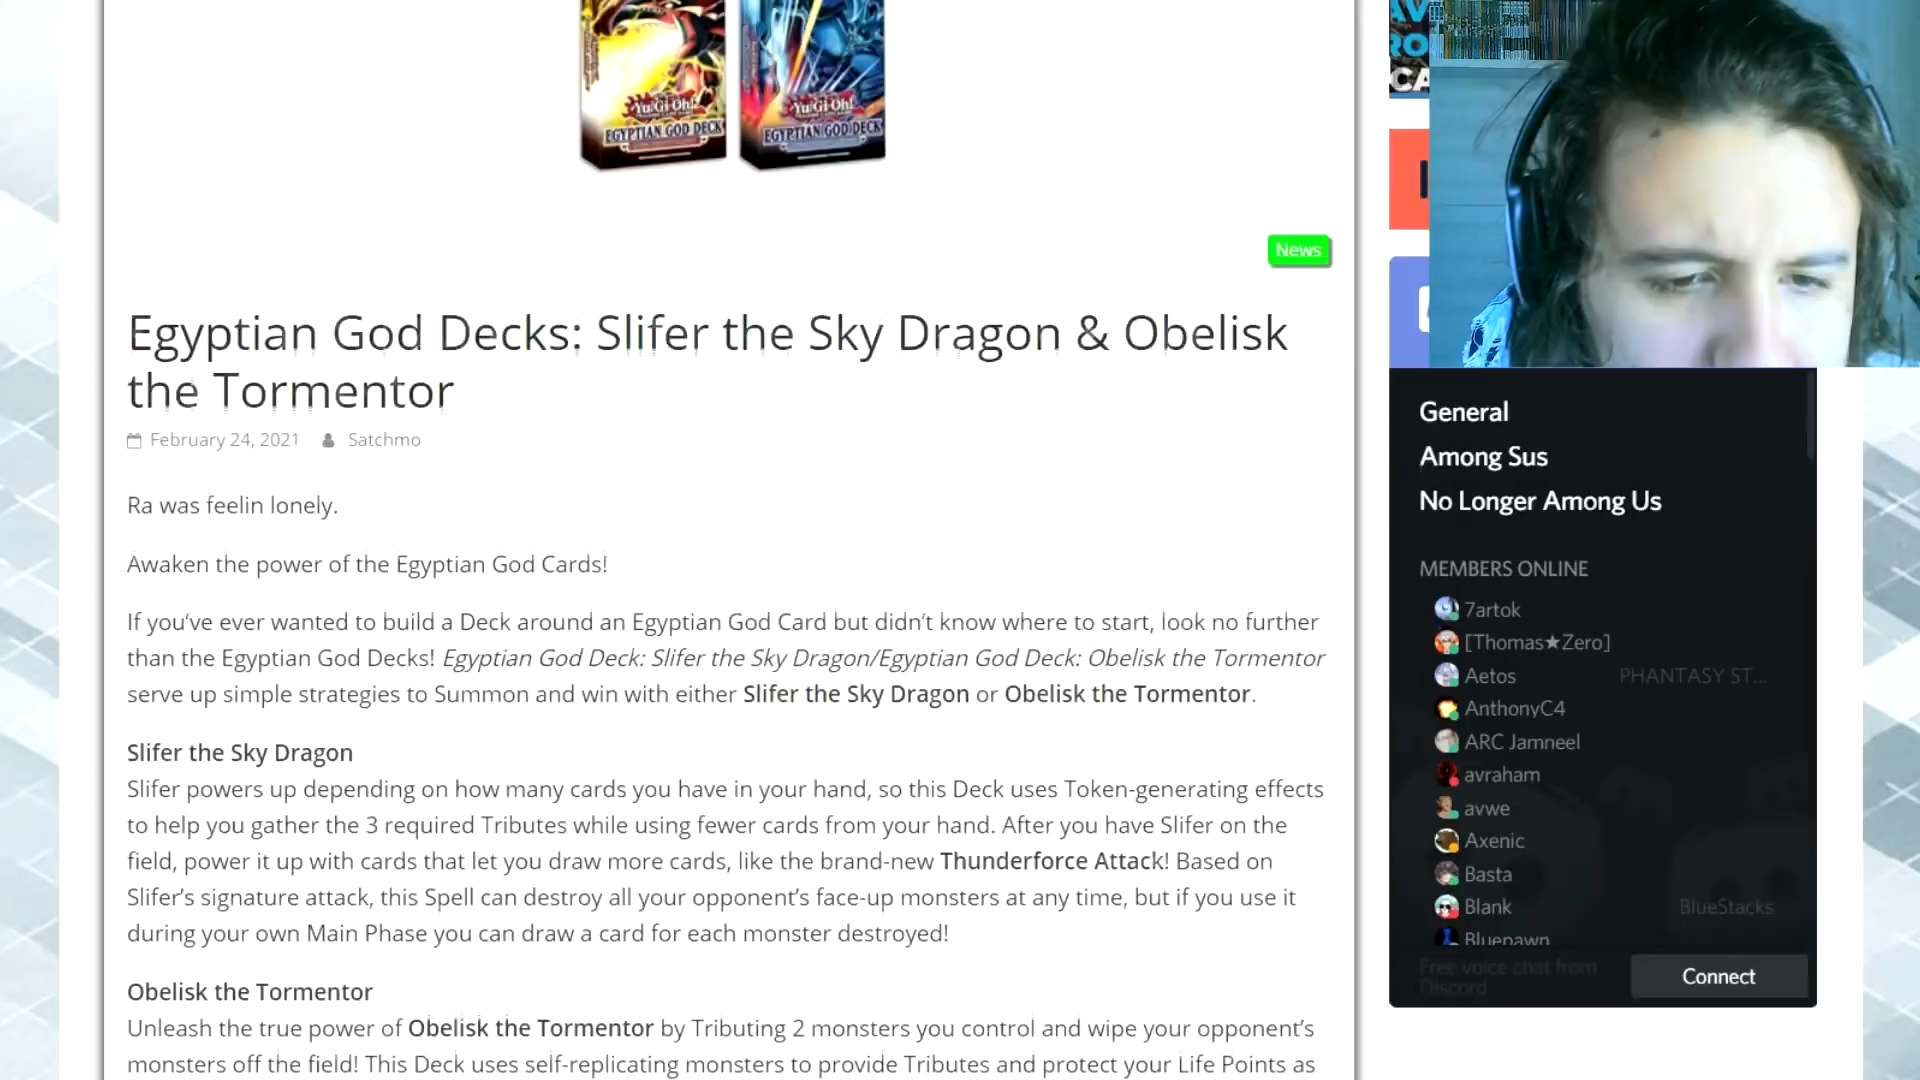 Yu-Gi-Oh!
EGYPTIAN GOD DECK
Yu-Gi-Oh!
EGYPTIAN GOD DECK
News
Egyptian God Decks: Slifer the Sky Dragon & Obelisk
the Tormentor
February 24, 2021 Satchmo
Ra was feelin lonely.
Awaken the power of the Egyptian God Cards!
If you’ve ever wanted to build a Deck around an Egyptian God Card but didn’t know where to start, look no further
than the Egyptian God Decks! Egyptian God Deck: Slifer the Sky Dragon/Egyptian God Deck: Obelisk the Tormentor
serve up simple strategies to Summon and win with either Slifer the Sky Dragon or Obelisk the Tormentor.
Slifer the Sky Dragon
Slifer powers up depending on how many cards you have in your hand, so this Deck uses Token-generating effects
to help you gather the 3 required Tributes while using fewer cards from your hand. After you have Slifer on the
field, power it up with cards that let you draw more cards, like the brand-new Thunderforce Attack! Based on
Slifer’s signature attack, this Spell can destroy all your opponent’s face-up monsters at any time, but if you use it
during your own Main Phase you can draw a card for each monster destroyed!
Obelisk the Tormentor
Unleash the true power of Obelisk the Tormentor by Tributing 2 monsters you control and wipe your opponent’s
monsters off the field! This Deck uses self-replicating monsters to provide Tributes and protect your Life Points as
AV
RO
CA
General
Among Sus
No Longer Among Us
MEMBERS ONLINE
7artok
[Thomas★Zero]
Aetos PHANTASY ST...
AnthonyC4
ARC Jamneel
avraham
avwe
Axenic
Basta
Blank BlueStacks
Bluepawn
Free voice chat from
Discord
Connect